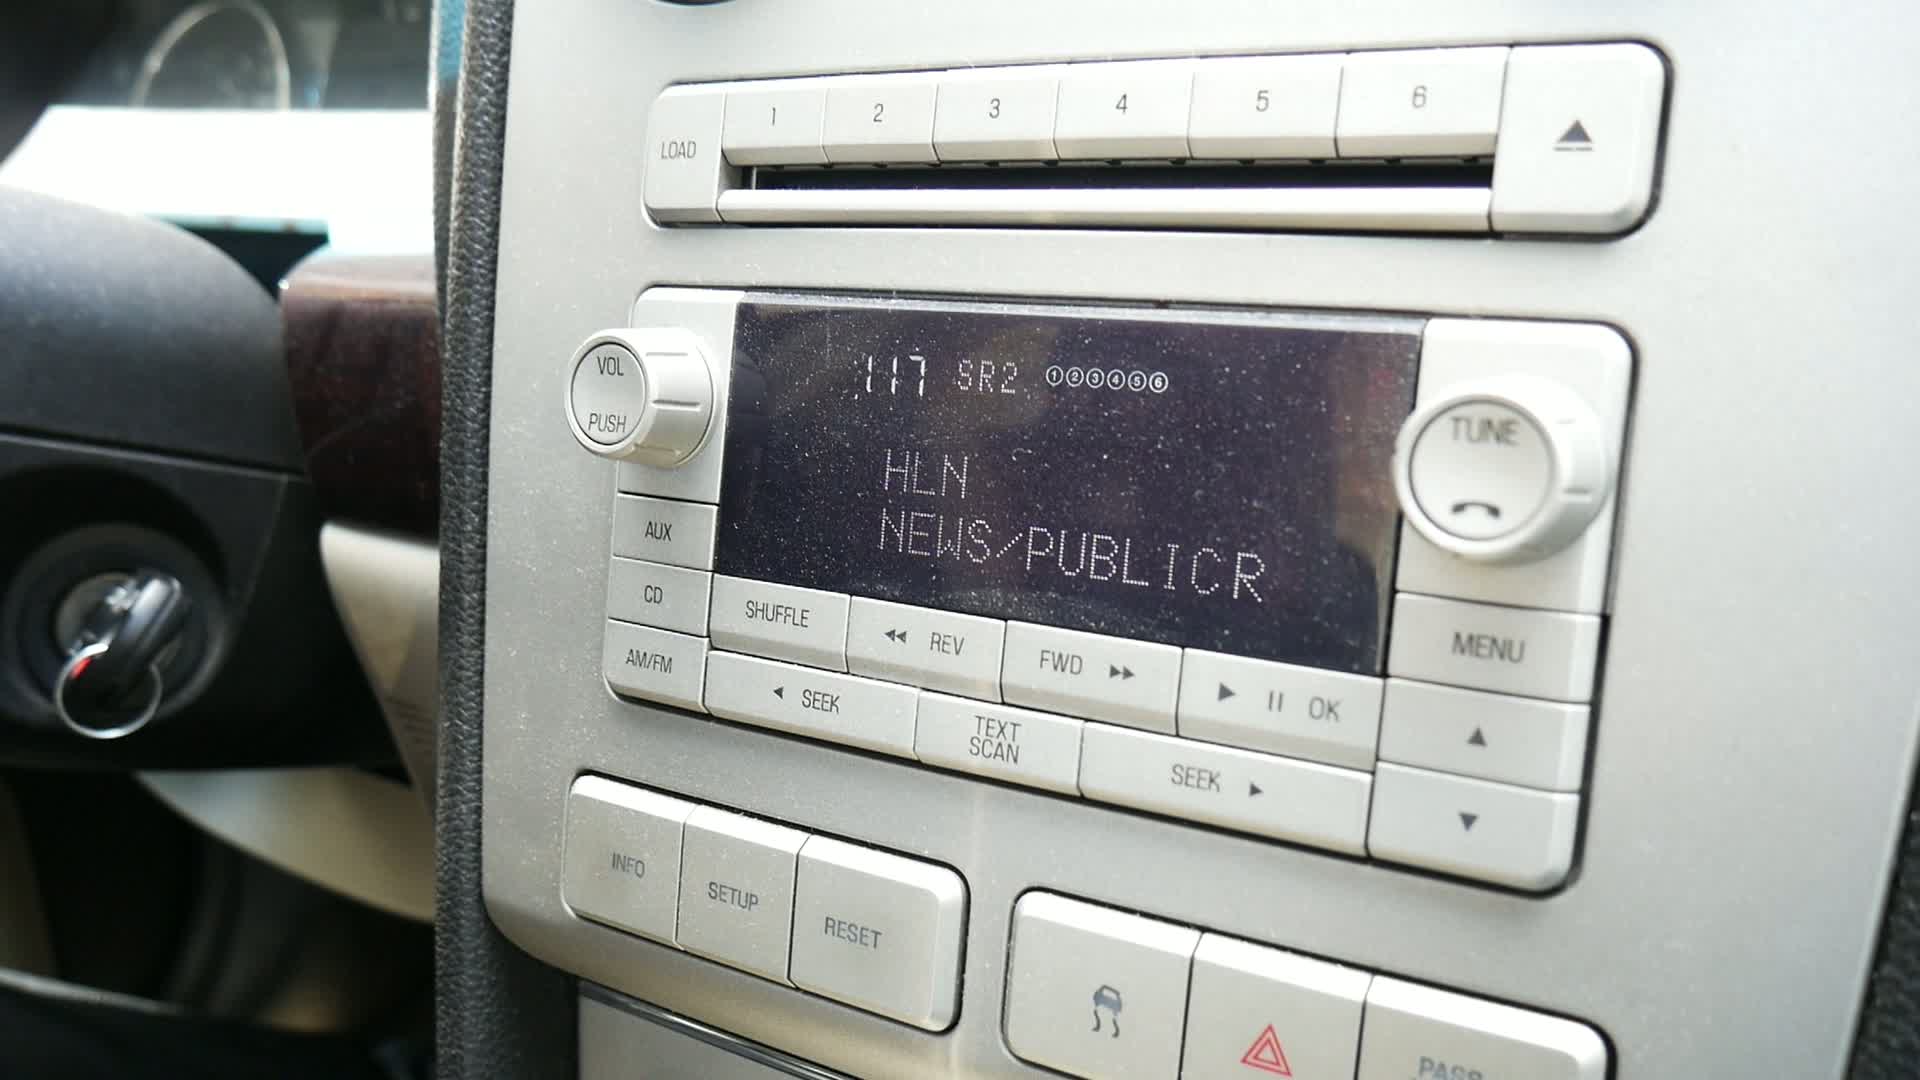 LOAD 1 2 3 4 5 6
117 SR2 ①②③④⑤⑥
HLN
NEWS/PUBLICR
VOL
PUSH
TUNE
AUX
CD
AM/FM
SHUFFLE
REV
FWD
OK
MENU
SEEK
TEXT
SCAN
SEEK
INFO
SETUP
RESET
PASS